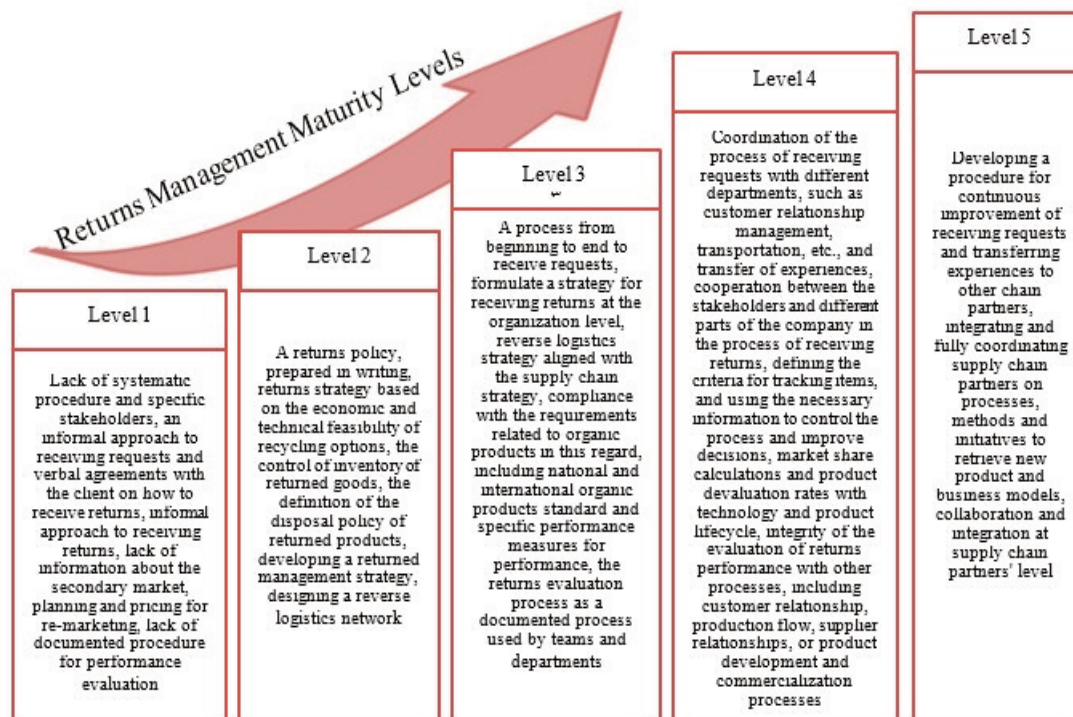 Returns Management Maturity Levels
Level 1
Lack of systematic
procedure and specific
stakeholders, an
informal approach to
receiving requests and
verbal agreements with
the client on how to
receive returns, informal
approach to receiving
returns, lack of
information about the
secondary market,
planning and pricing for
re-marketing, lack of
documented procedure
for performance
evaluation
Level 2
A returns policy,
prepared in writing,
returns strategy based
on the economic and
technical feasibility of
recycling options, the
control of inventory of
returned goods, the
definition of the
disposal policy of
returned products,
developing a returned
management strategy,
designing a reverse
logistics network
Level 3
A process from
beginning to end to
receive requests,
formulate a strategy for
receiving returns at the
organization level,
reverse logistics
strategy aligned with
the supply chain
strategy, compliance
with the requirements
related to organic
products in this regard,
including national and
international organic
products standard and
specific performance
measures for
performance, the
returns evaluation
process as a
documented process
used by teams and
departments
Level 4
Coordination of the
process of receiving
requests with different
departments, such as
customer relationship
management,
transportation, etc., and
transfer of experiences,
cooperation between the
stakeholders and different
parts of the company in
the process of receiving
returns, defining the
criteria for tracking items,
and using the necessary
information to control the
process and improve
decisions, market share
calculations and product
devaluation rates with
technology and product
lifecycle, integrity of the
evaluation of returns
performance with other
processes, including
customer relationship,
production flow, supplier
relationships, or product
development and
commercialization
processes
Level 5
Developing a
procedure for
continuous
improvement of
receiving requests
and transferring
experiences to
other chain
partners,
integrating and
fully coordinating
supply chain
partners on
processes,
methods and
initiatives to
retrieve new
product and
business models,
collaboration and
integration at
supply chain
partners' level